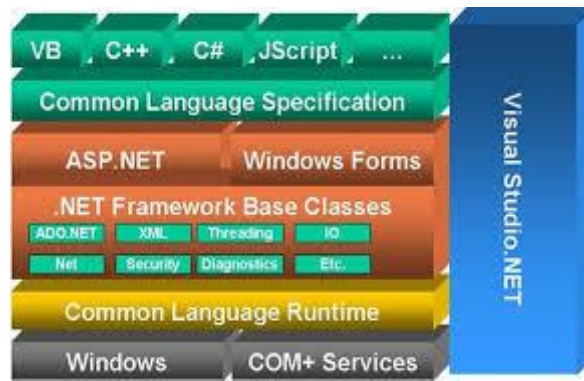 VB C++ C# JScript ...
Common Language Specification
ASP.NET Windows Forms
.NET Framework Base Classes
ADO.NET XML Threading IO
Net Security Diagnostics Etc.
Common Language Runtime
Windows COM+ Services
Visual Studio.NET